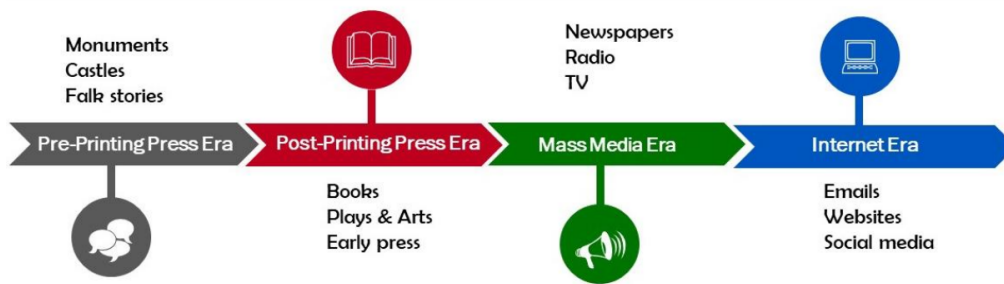 Monuments
Castles
Falk stories
Newspapers
Radio
TV
Pre-Printing Press Era
Post-Printing Press Era
Mass Media Era
Internet Era
Books
Plays & Arts
Early press
Emails
Websites
Social media